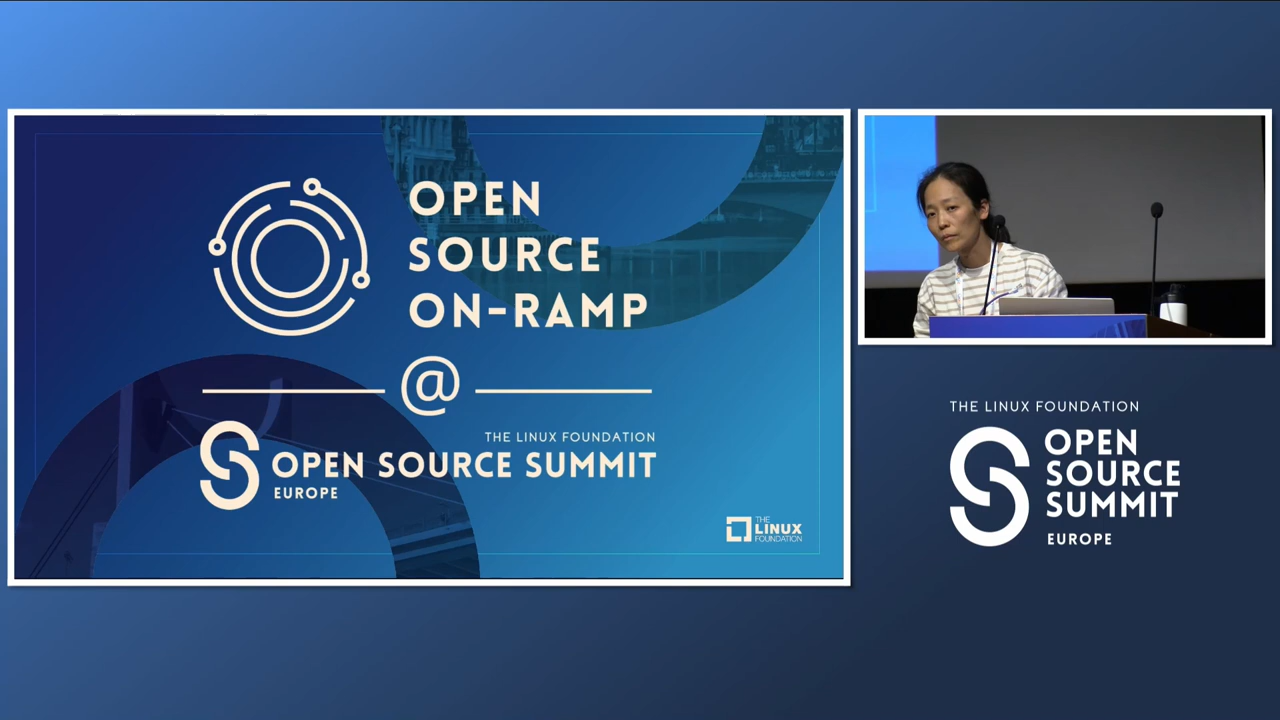 OPEN
SOURCE
ON-RAMP
@
THE LINUX FOUNDATION
OPEN SOURCE SUMMIT
EUROPE
THE
LINUX
FOUNDATION
THE LINUX FOUNDATION
OPEN
SOURCE
SUMMIT
EUROPE